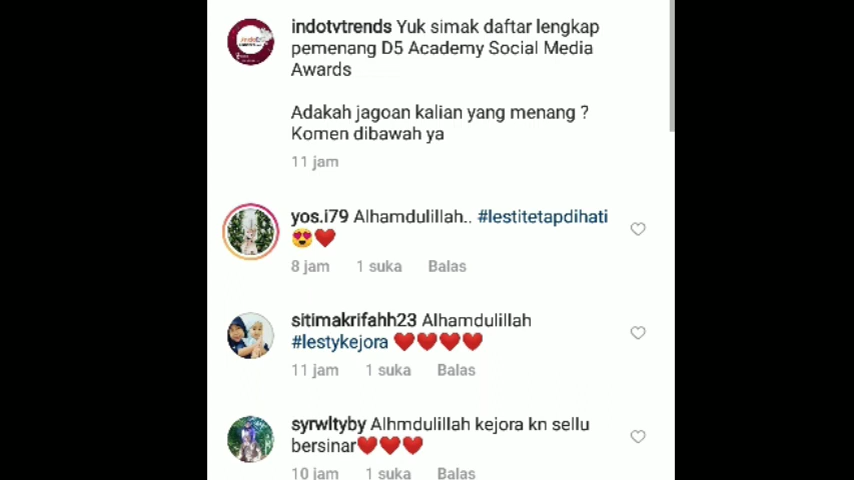 indotvtrends Yuk simak daftar lengkap
pemenang D5 Academy Social Media
Awards
Adakah jagoan kalian yang menang ?
Komen dibawah ya
11 jam
yos.i79 Alhamdulillah.. #lestitetapdihati
😍❤️
8 jam 1 suka Balas
sitimakrifahh23 Alhamdulillah
#lestykejora ❤️❤️❤️❤️
11 jam 1 suka Balas
syrwltyby Alhmdulillah kejora kn sellu
bersinar❤️❤️❤️
10 jam 1 suka Balas